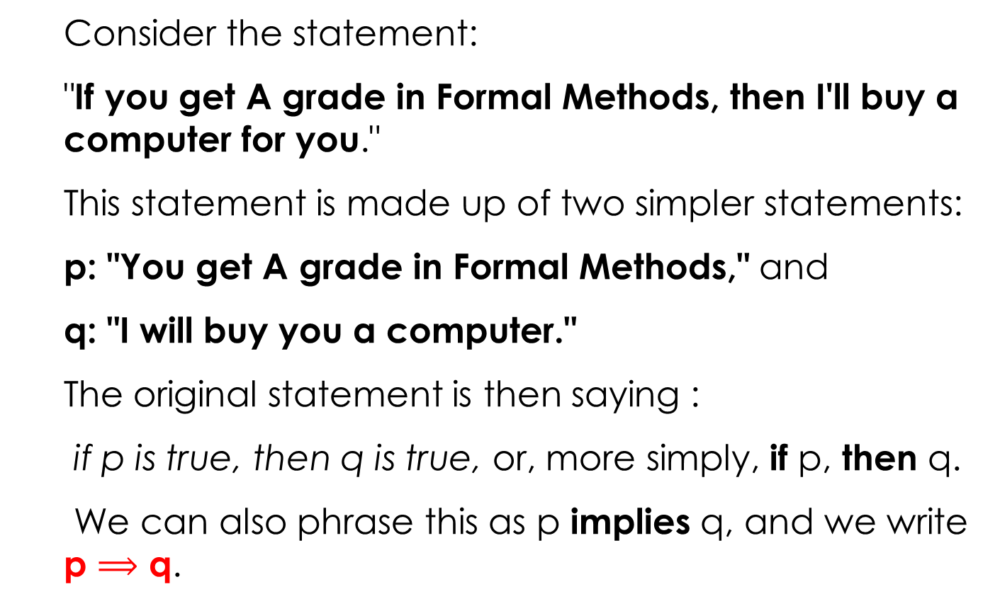 Consider the statement:
"If you get A grade in Formal Methods, then I'll buy a
computer for you."
This statement is made up of two simpler statements:
p: "You get A grade in Formal Methods," and
q: "I will buy you a computer."
The original statement is then saying :
if p is true, then q is true, or, more simply, if p, then q.
We can also phrase this as p implies q, and we write
p ⟹ q.